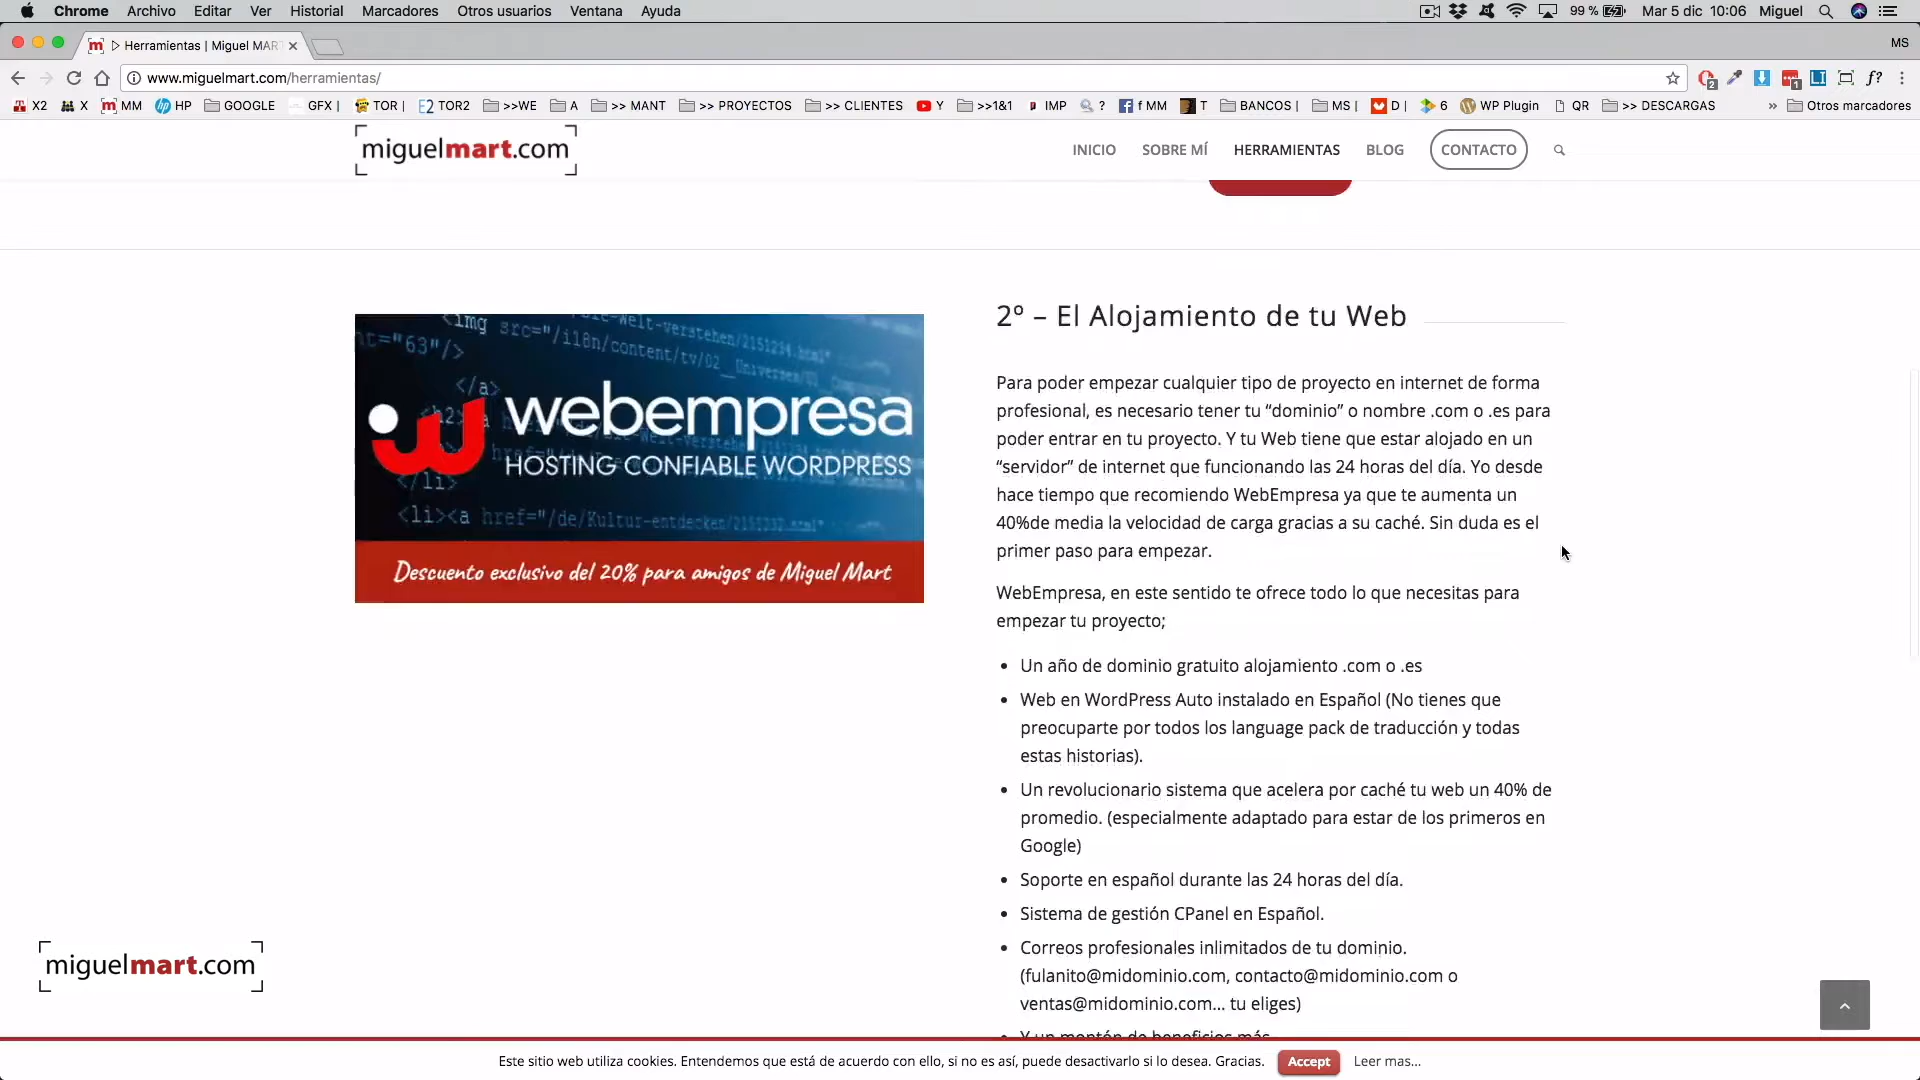 Chrome Archivo Editar Ver Historial Marcadores Otros usuarios Ventana Ayuda
99 % Mar 5 dic 10:06 Miguel
Herramientas | Miguel MAR
MS
www.miguelmart.com/herramientas/
X2 X MM HP GOOGLE GFX | TOR | TOR2 >>WE A >> MANT >> PROYECTOS >> CLIENTES Y >>1&1 IMP ? f MM T BANCOS | MS | D | 6 WP Plugin QR >> DESCARGAS » Otros marcadores
miguelmart.com
INICIO SOBRE MÍ HERRAMIENTAS BLOG CONTACTO
webempresa
HOSTING CONFIABLE WORDPRESS
Descuento exclusivo del 20% para amigos de Miguel Mart
2º – El Alojamiento de tu Web
Para poder empezar cualquier tipo de proyecto en internet de forma
profesional, es necesario tener tu “dominio” o nombre .com o .es para
poder entrar en tu proyecto. Y tu Web tiene que estar alojado en un
“servidor” de internet que funcionando las 24 horas del día. Yo desde
hace tiempo que recomiendo WebEmpresa ya que te aumenta un
40%de media la velocidad de carga gracias a su caché. Sin duda es el
primer paso para empezar.
WebEmpresa, en este sentido te ofrece todo lo que necesitas para
empezar tu proyecto;
• Un año de dominio gratuito alojamiento .com o .es
• Web en WordPress Auto instalado en Español (No tienes que
preocuparte por todos los language pack de traducción y todas
estas historias).
• Un revolucionario sistema que acelera por caché tu web un 40% de
promedio. (especialmente adaptado para estar de los primeros en
Google)
• Soporte en español durante las 24 horas del día.
• Sistema de gestión CPanel en Español.
• Correos profesionales inlimitados de tu dominio.
(fulanito@midominio.com, contacto@midominio.com o
ventas@midominio.com... tu eliges)
• Y un montón de beneficios más
miguelmart.com
Este sitio web utiliza cookies. Entendemos que está de acuerdo con ello, si no es así, puede desactivarlo si lo desea. Gracias. Accept Leer mas...